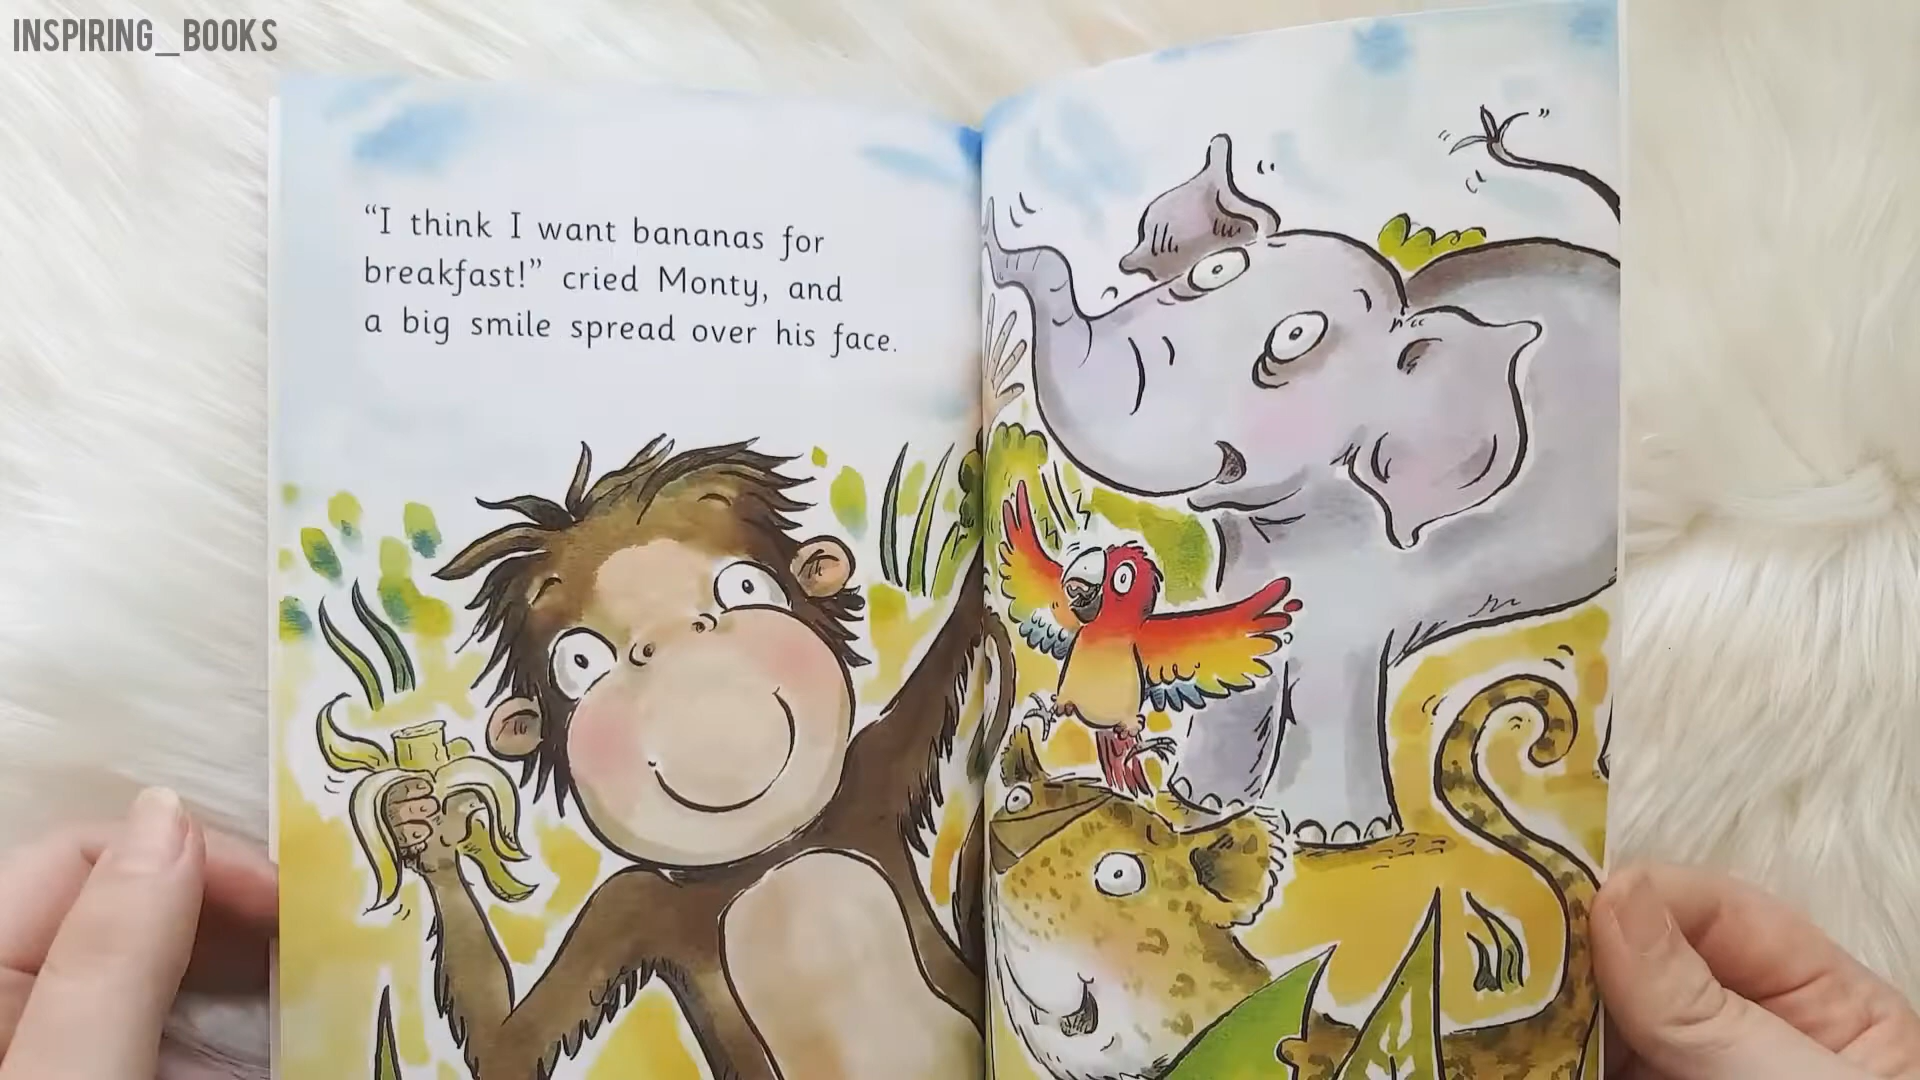 INSPIRING_BOOKS
“I think I want bananas for
breakfast!” cried Monty, and
a big smile spread over his face.